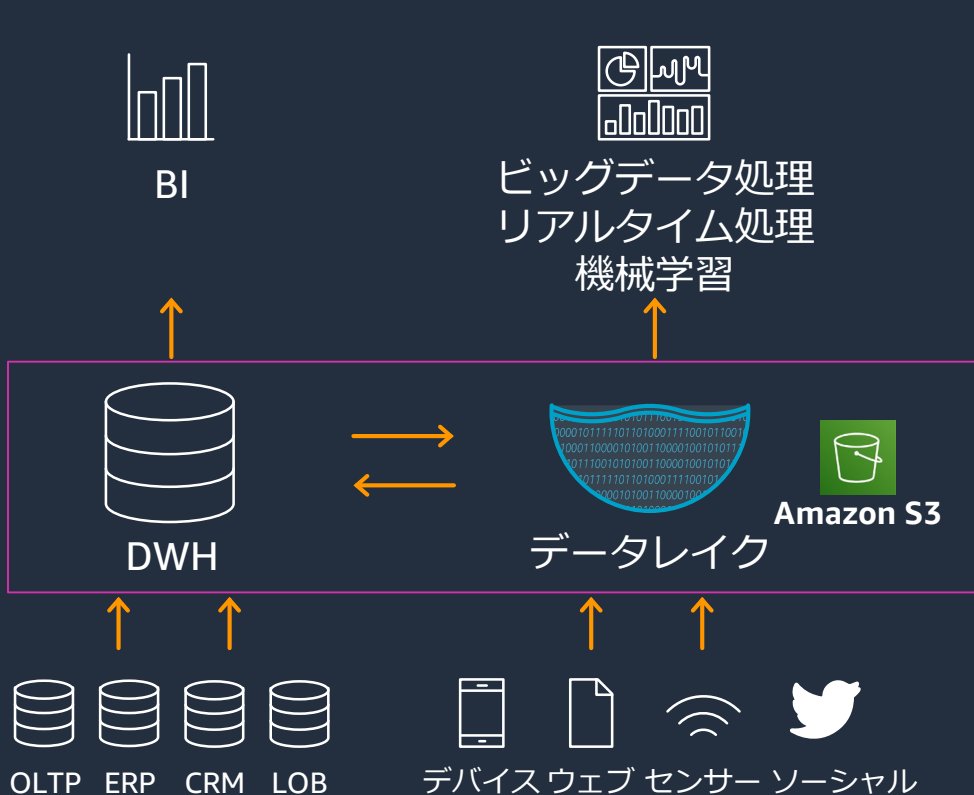 BI
ビッグデータ処理
リアルタイム処理
機械学習
DWH
データレイク
Amazon S3
OLTP ERP CRM LOB
デバイス ウェブ センサー ソーシャル